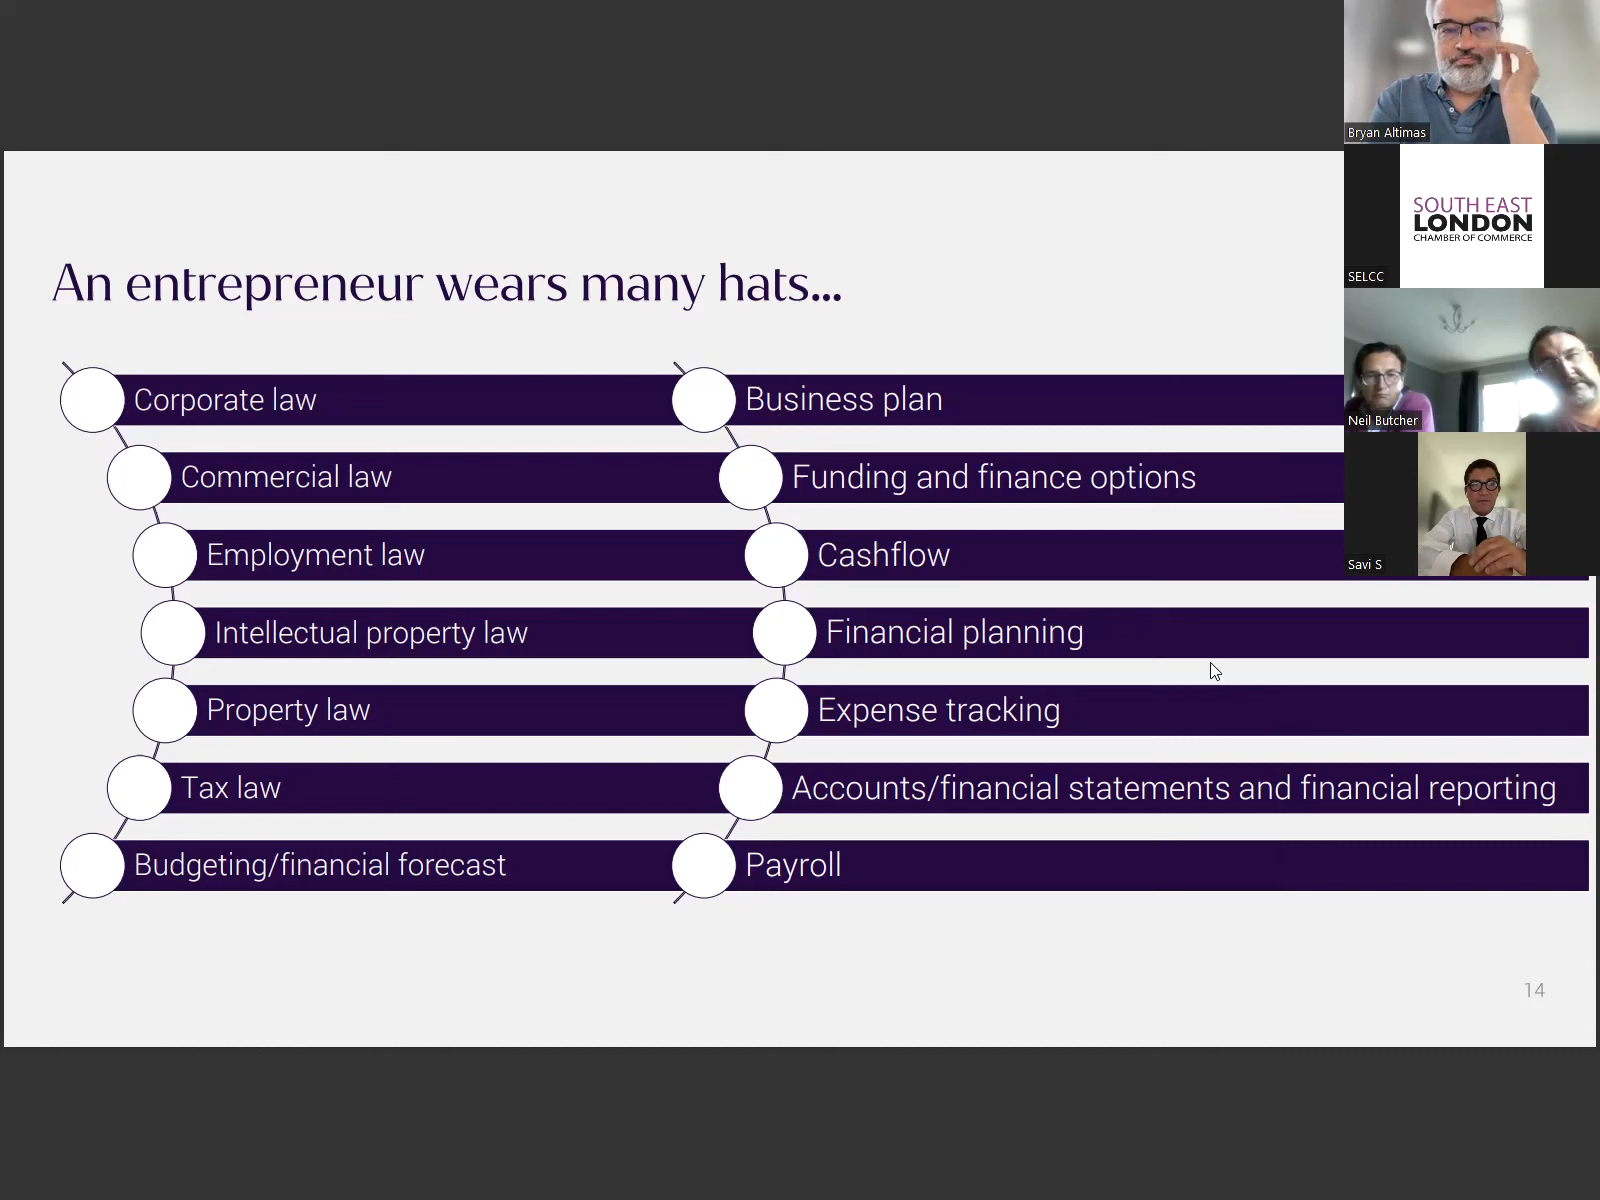 An entrepreneur wears many hats...
Corporate law
Commercial law
Employment law
Intellectual property law
Property law
Tax law
Budgeting/financial forecast
Business plan
Funding and finance options
Cashflow
Financial planning
Expense tracking
Accounts/financial statements and financial reporting
Payroll
14
Bryan Altimas
SOUTH EAST
LONDON
CHAMBER OF COMMERCE
SELCC
Neil Butcher
Savi S